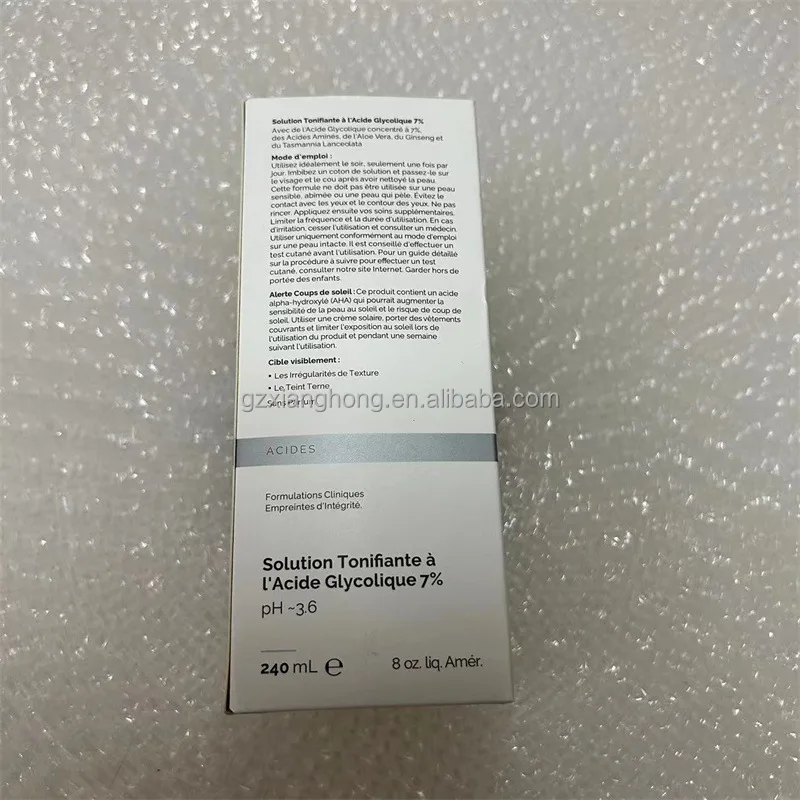 Solution Tonifiante à l'Acide Glycolique 7%
Avec de l'Acide Glycolique concentré à 7%,
des Acides Aminés, de l'Aloe Vera, du Ginseng et
du Tasmannia Lanceolata
Mode d'emploi :
Utilisez idéalement le soir, seulement une fois par
jour. Imbibez un coton de solution et passez-le sur
le visage et le cou après avoir nettoyé la peau.
Cette formule ne doit pas être utilisée sur une peau
sensible, abimée ou une peau qui pèle. Évitez le
contact avec les yeux et le contour des yeux. Ne pas
rincer. Appliquez ensuite vos soins supplémentaires.
Limiter la fréquence et la durée d'utilisation. En cas
d'irritation, cesser l'utilisation et consulter un médecin.
Utiliser uniquement conformément au mode d'emploi
sur une peau intacte. Il est conseillé d'effectuer un
test cutané avant l'utilisation. Pour un guide détaillé
sur la procédure à suivre pour effectuer un test
cutané, consulter notre site Internet. Garder hors de
portée des enfants.
Alerte Coups de soleil : Ce produit contient un acide
alpha-hydroxylé (AHA) qui pourrait augmenter la
sensibilité de la peau au soleil et le risque de coup de
soleil. Utiliser une crème solaire, porter des vêtements
couvrants et limiter l'exposition au soleil lors de
l'utilisation du produit et pendant une semaine
suivant l'utilisation.
Cible visiblement :
• Les Irrégularités de Texture
• Le Teint Terne
Sans Parfum
gzxianghong.en.alibaba.com
ACIDES
Formulations Cliniques
Empreintes d'Intégrité.
Solution Tonifiante à
l'Acide Glycolique 7%
pH ~3.6
240 mL ℮ 8 oz. liq. Amér.